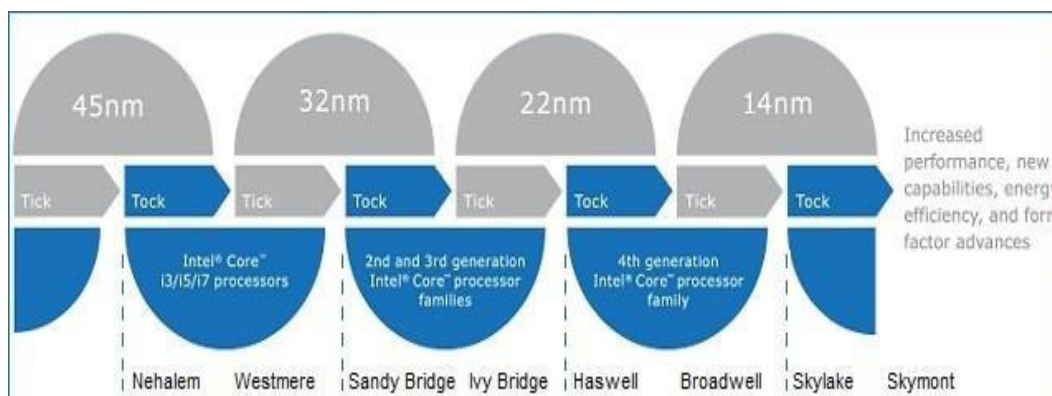 45nm
32nm
22nm
14nm
Increased
performance, new
capabilities, energy
efficiency, and form
factor advances
Tick
Tock
Tick
Tock
Tick
Tock
Tick
Tock
Intel® Core™
i3/i5/i7 processors
2nd and 3rd generation
Intel® Core™ processor
families
4th generation
Intel® Core™ processor
family
Nehalem
Westmere
Sandy Bridge
Ivy Bridge
Haswell
Broadwell
Skylake
Skymont